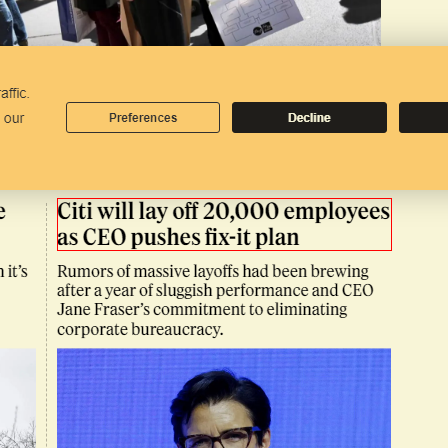 affic.
our
Preferences
Decline
e
Citi will lay off 20,000 employees
as CEO pushes fix-it plan
it's
Rumors of massive layoffs had been brewing
after a year of sluggish performance and CEO
Jane Fraser's commitment to eliminating
corporate bureaucracy.